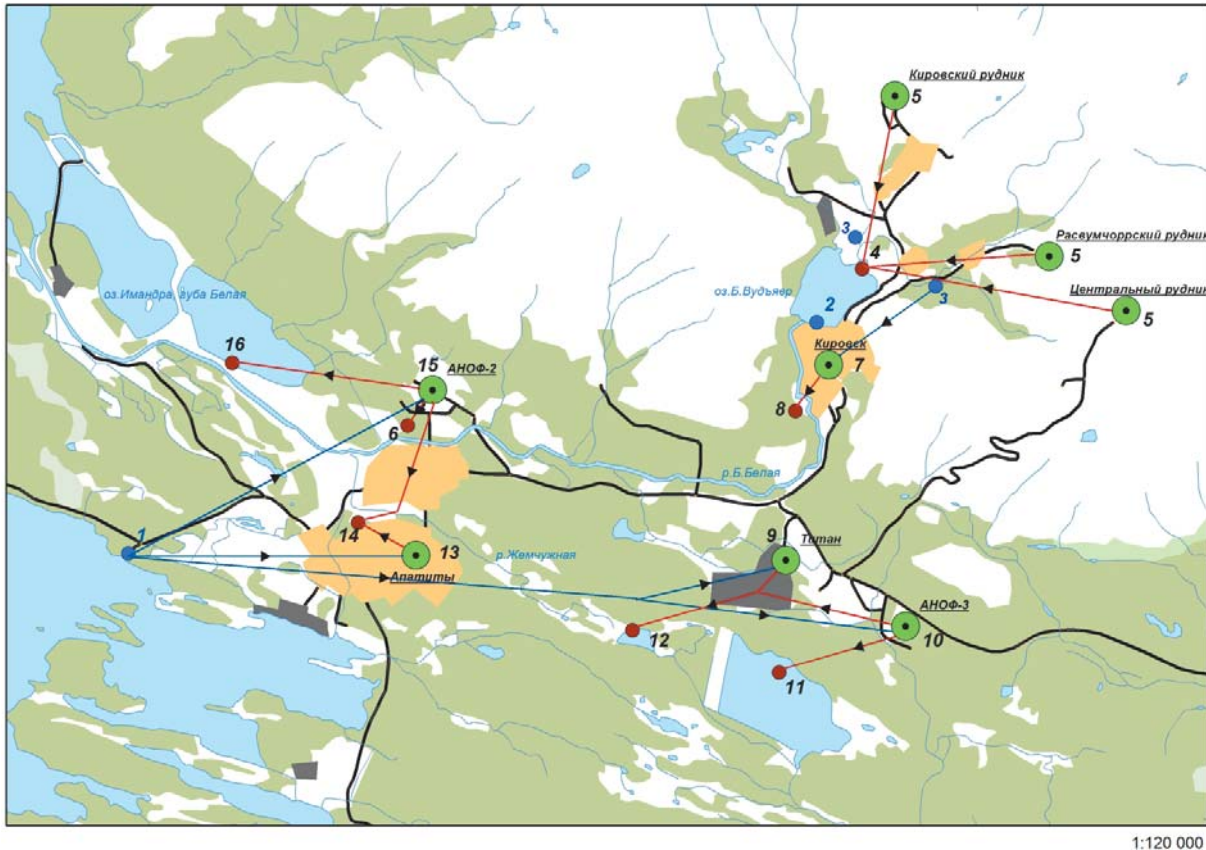 Кировский рудник
5
3
4
Расвумчоррский рудник
5
оз.Имандра, губа Белая
оз.Б.Вудъявр
3
Центральный рудник
5
2
Кировск
7
16
15
АНОФ-2
8
6
р.Б.Белая
1
14
13
р.Жемчужная
9
Титан
Апатиты
АНОФ-3
10
12
11
1:120 000